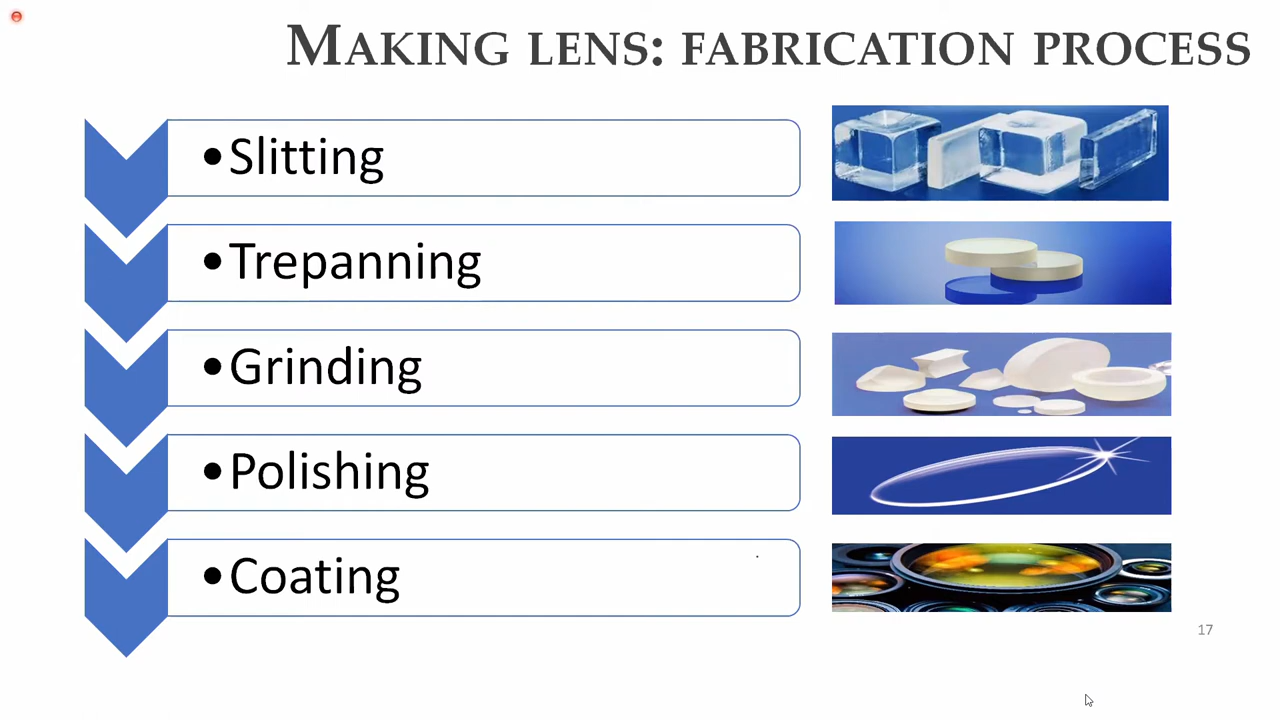 MAKING LENS: FABRICATION PROCESS
•Slitting
•Trepanning
•Grinding
•Polishing
•Coating
17